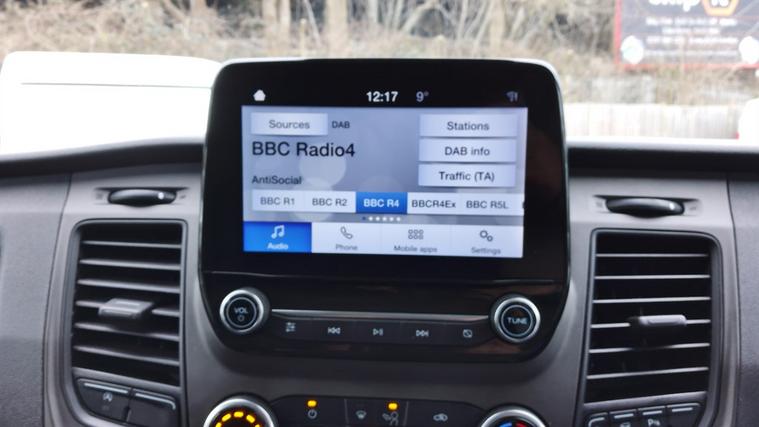 12:17 9°
Sources DAB Stations
BBC Radio4 DAB info
AntiSocial Traffic (TA)
BBC R1 BBC R2 BBC R4 BBCR4Ex BBC R5L
Audio Phone Mobile apps Settings
VOL TUNE